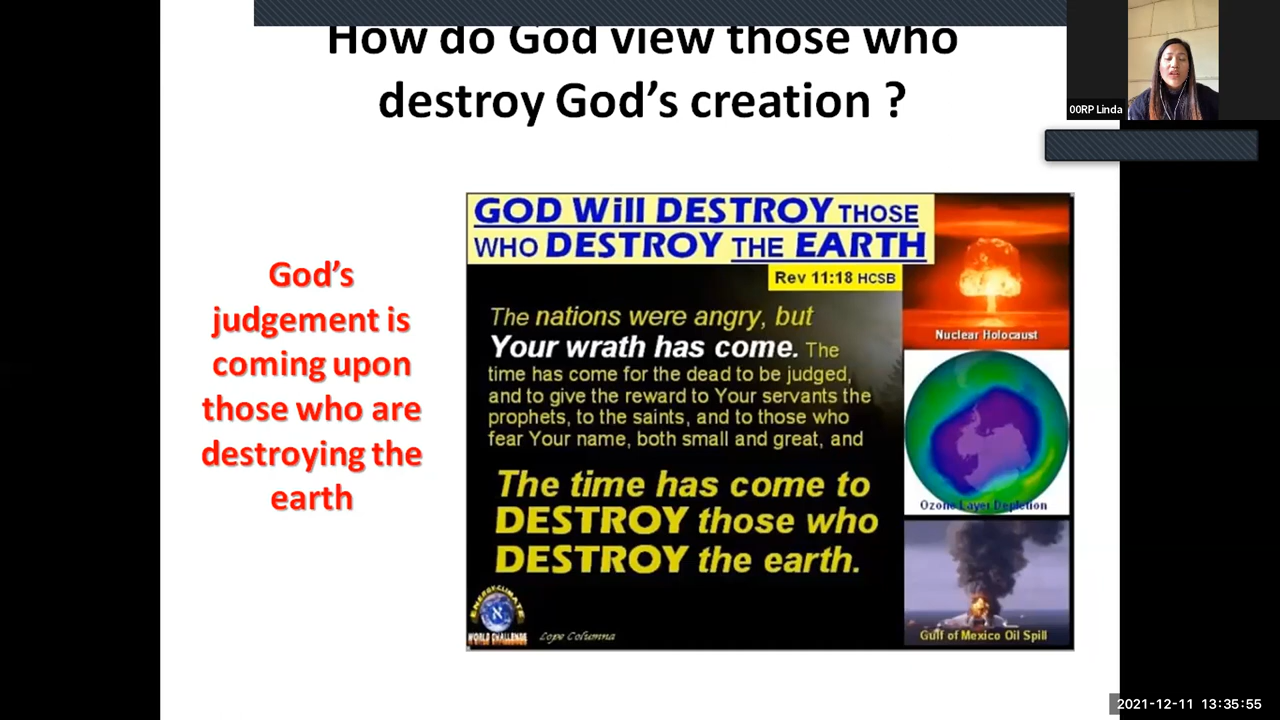 How do God view those who
destroy God's creation ?
00RP Linda
God's
judgement is
coming upon
those who are
destroying the
earth
GOD Will DESTROY THOSE
WHO DESTROY THE EARTH
Rev 11:18 HCSB
The nations were angry, but
Your wrath has come. The
time has come for the dead to be judged,
and to give the reward to Your servants the
prophets, to the saints, and to those who
fear Your name, both small and great, and
The time has come to
DESTROY those who
DESTROY the earth.
Nuclear Holocaust
Ozone Layer Depletion
Gulf of Mexico Oil Spill
ENERGY-CLIMATE
WORLD CHALLENGE
Lope Columna
2021-12-11 13:35:55